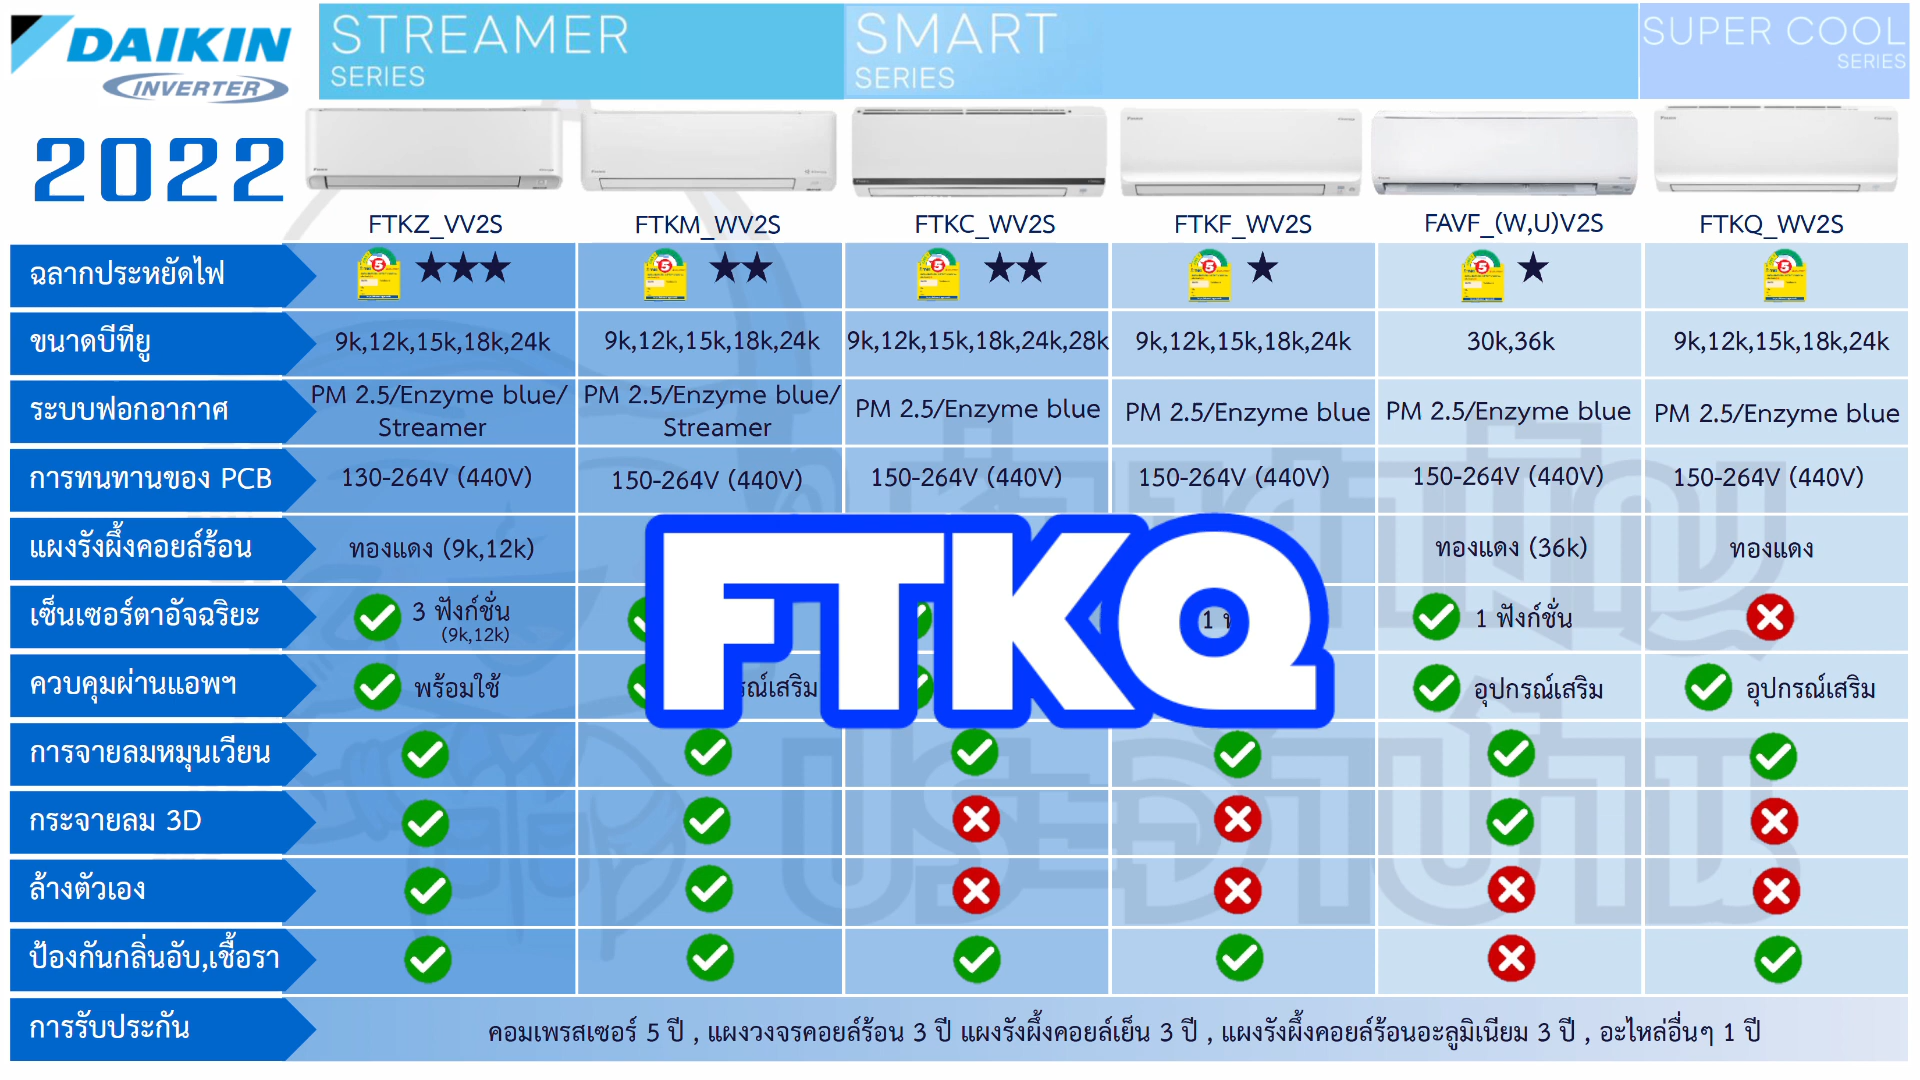 DAIKIN
INVERTER
2022
STREAMER
SERIES
SMART
SERIES
SUPER COOL
SERIES
FTKZ_VV2S
FTKM_WV2S
FTKC_WV2S
FTKF_WV2S
FAVF_(W,U)V2S
FTKQ_WV2S
ฉลากประหยัดไฟ
5
5
5
5
5
5
ขนาดบีทียู
9k,12k,15k,18k,24k
9k,12k,15k,18k,24k
9k,12k,15k,18k,24k,28k
9k,12k,15k,18k,24k
30k,36k
9k,12k,15k,18k,24k
ระบบฟอกอากาศ
PM 2.5/Enzyme blue/
Streamer
PM 2.5/Enzyme blue/
Streamer
PM 2.5/Enzyme blue
PM 2.5/Enzyme blue
PM 2.5/Enzyme blue
PM 2.5/Enzyme blue
การทนทานของ PCB
130-264V (440V)
150-264V (440V)
150-264V (440V)
150-264V (440V)
150-264V (440V)
150-264V (440V)
แผงรังผึ้งคอยล์ร้อน
ทองแดง (9k,12k)
ทองแดง (36k)
ทองแดง
FTKQ
เซ็นเซอร์ตาอัจฉริยะ
3 ฟังก์ชั่น
(9k,12k)
1
1 ฟังก์ชั่น
ควบคุมผ่านแอพฯ
พร้อมใช้
รณ์เสริม
อุปกรณ์เสริม
อุปกรณ์เสริม
การจายลมหมุนเวียน
กระจายลม 3D
ล้างตัวเอง
ป้องกันกลิ่นอับ,เชื้อรา
การรับประกัน
คอมเพรสเซอร์ 5 ปี , แผงวงจรคอยล์ร้อน 3 ปี แผงรังผึ้งคอยล์เย็น 3 ปี , แผงรังผึ้งคอยล์ร้อนอะลูมิเนียม 3 ปี , อะไหล่อื่นๆ 1 ปี